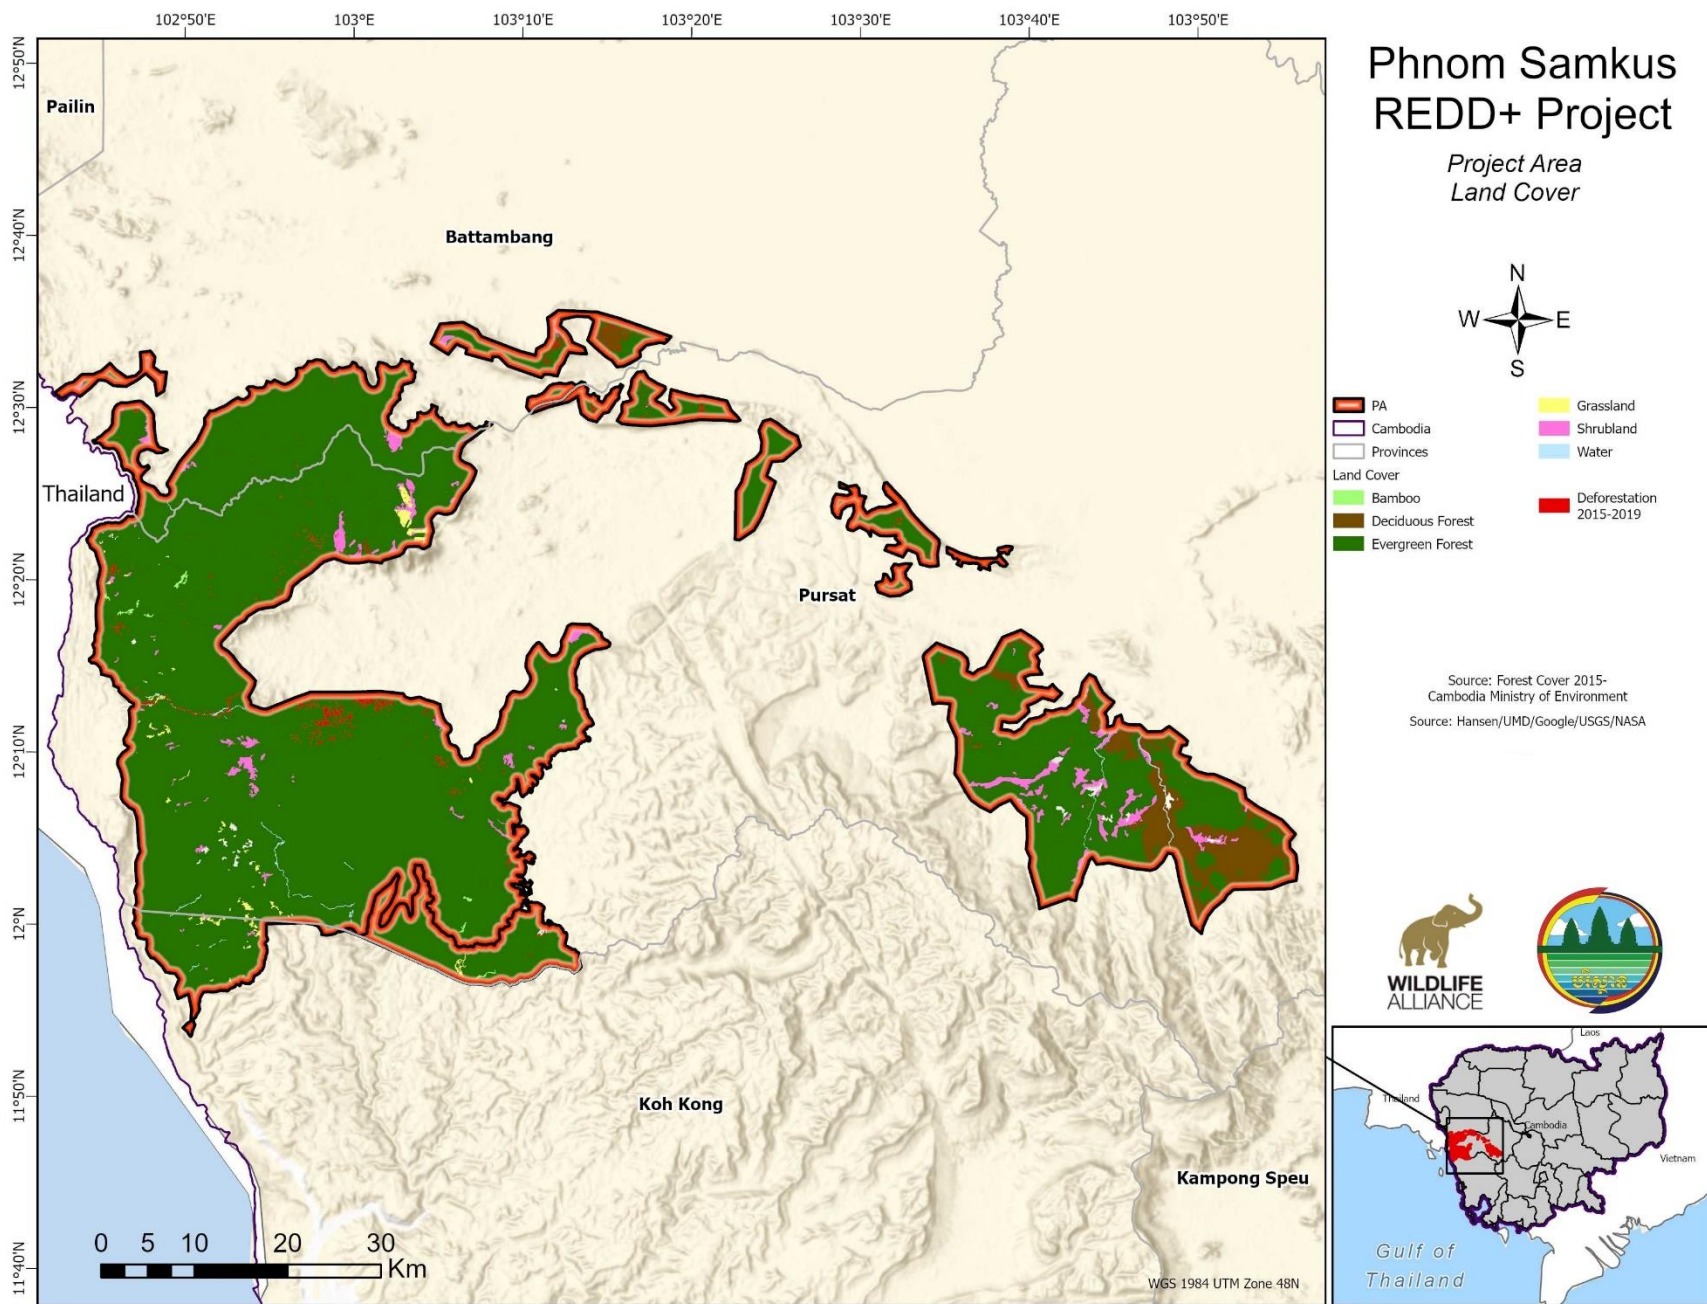 102°50'E
103°E
103°10'E
103°20'E
103°30'E
103°40'E
103°50'E
12°50'N
12°40'N
12°30'N
12°20'N
12°10'N
12°N
11°50'N
11°40'N
Pailin
Battambang
Thailand
Pursat
Koh Kong
Kampong Speu
0 5 10 20 30
Km
WGS 1984 UTM Zone 48N
Phnom Samkus
REDD+ Project
Project Area
Land Cover
N
W E
S
PA
Cambodia
Provinces
Land Cover
Bamboo
Deciduous Forest
Evergreen Forest
Grassland
Shrubland
Water
Deforestation
2015-2019
Source: Forest Cover 2015-
Cambodia Ministry of Environment
Source: Hansen/UMD/Google/USGS/NASA
WILDLIFE
ALLIANCE
Laos
Thailand
Cambodia
Vietnam
Gulf of
Thailand